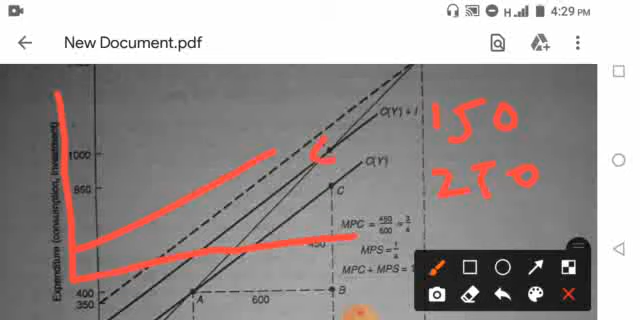 4:29 PM
New Document.pdf
Expenditure (consumption, investment)
1000
850
400
350
C(Y) + I
C(Y)
C
150
250
MPC = 450/600 = 3/4
MPS = 1/4
MPC + MPS = 1
450
A
600
B